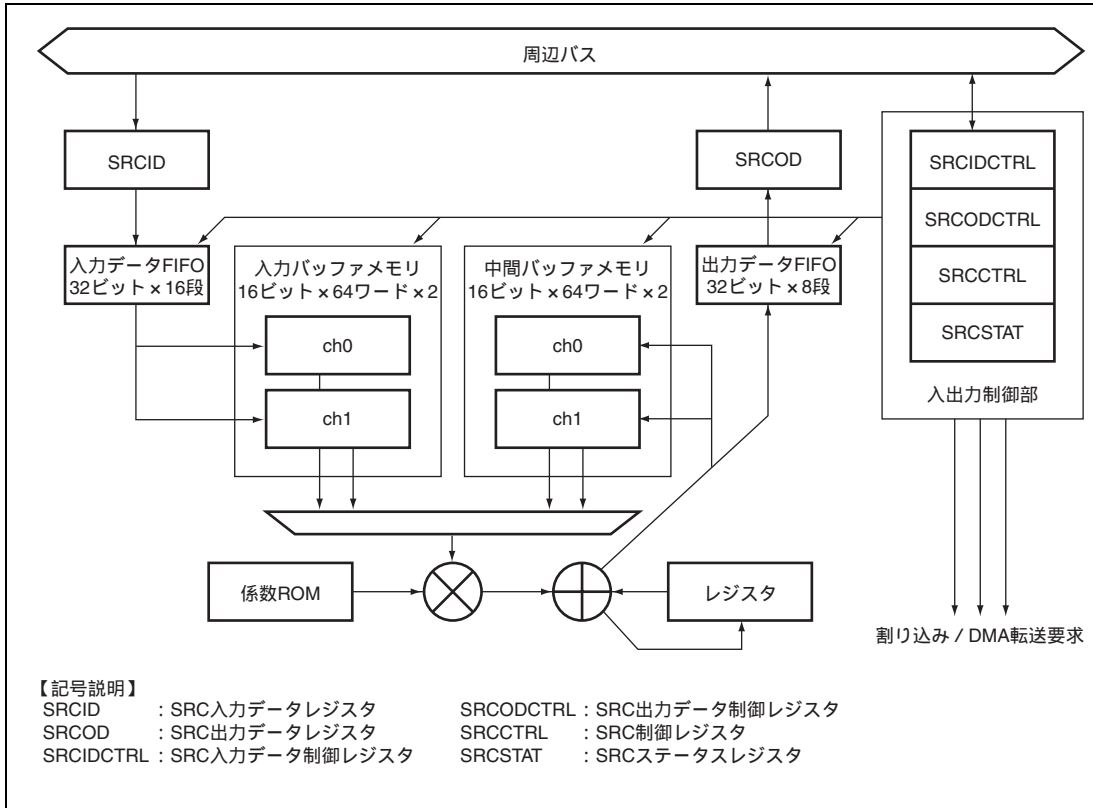 周辺バス
SRCID
SRCOD
SRCIDCTRL
SRCODCTRL
SRCCTRL
SRCSTAT
入出力制御部
入力データFIFO
32ビット×16段
入力バッファメモリ
16ビット×64ワード×2
ch0
ch1
中間バッファメモリ
16ビット×64ワード×2
ch0
ch1
出力データFIFO
32ビット×8段
係数ROM
レジスタ
割り込み / DMA転送要求
【記号説明】
SRCID : SRC入力データレジスタ
SRCOD : SRC出力データレジスタ
SRCIDCTRL : SRC入力データ制御レジスタ
SRCODCTRL : SRC出力データ制御レジスタ
SRCCTRL : SRC制御レジスタ
SRCSTAT : SRCステータスレジスタ